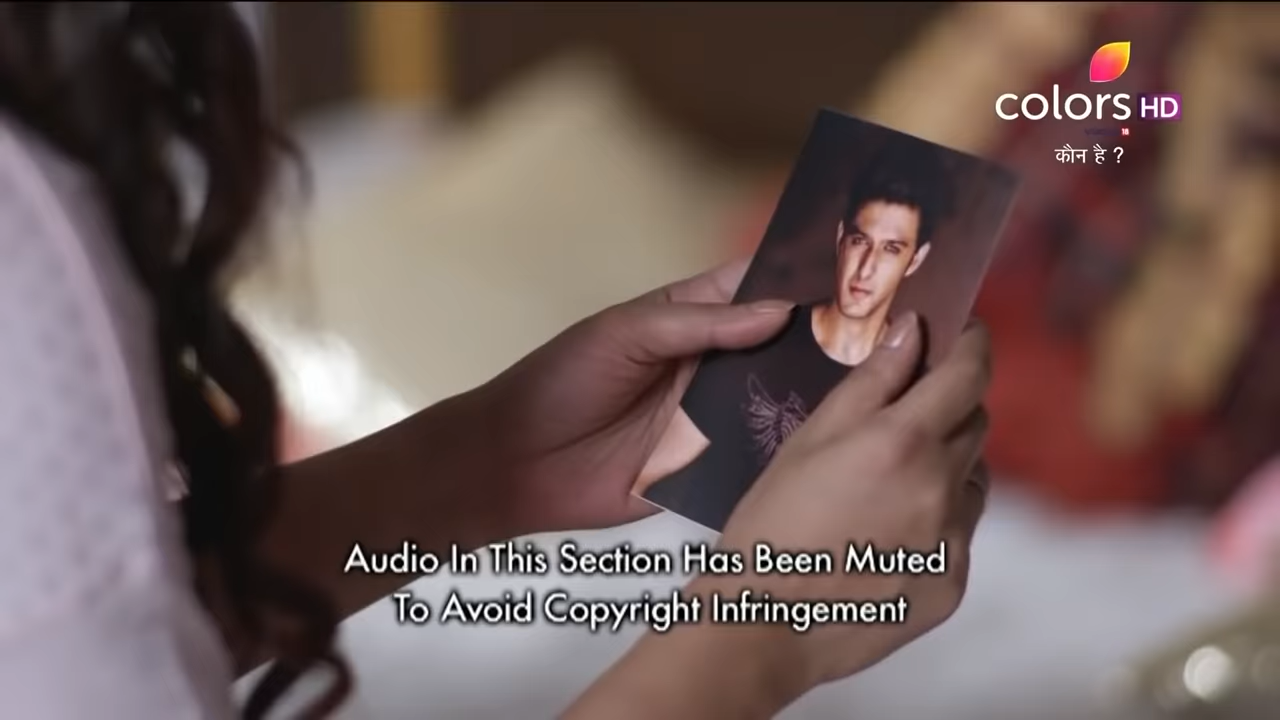 colors HD
कौन है ?
Audio In This Section Has Been Muted
To Avoid Copyright Infringement